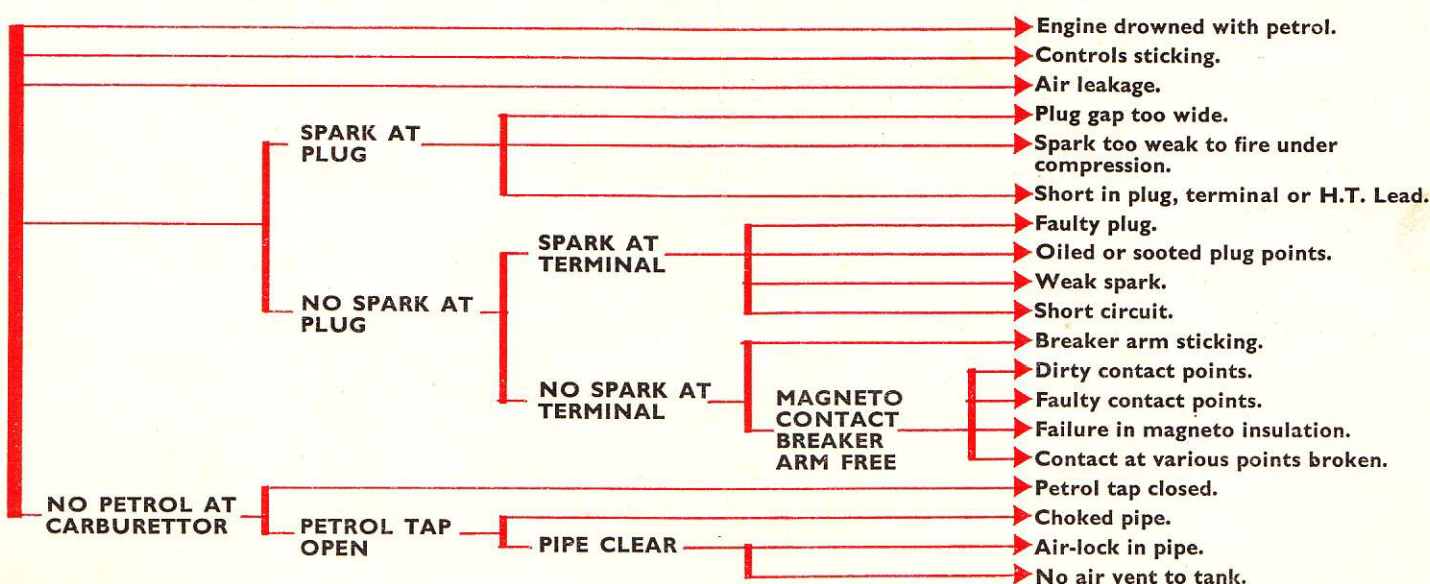 Engine drowned with petrol.
Controls sticking.
Air leakage.
SPARK AT
PLUG
Plug gap too wide.
Spark too weak to fire under
compression.
Short in plug, terminal or H.T. Lead.
NO SPARK AT
PLUG
SPARK AT
TERMINAL
Faulty plug.
Oiled or sooted plug points.
Weak spark.
Short circuit.
NO SPARK AT
TERMINAL
Breaker arm sticking.
MAGNETO
CONTACT
BREAKER
ARM FREE
Dirty contact points.
Faulty contact points.
Failure in magneto insulation.
Contact at various points broken.
NO PETROL AT
CARBURETTOR
Petrol tap closed.
PETROL TAP
OPEN
Choked pipe.
PIPE CLEAR
Air-lock in pipe.
No air vent to tank.